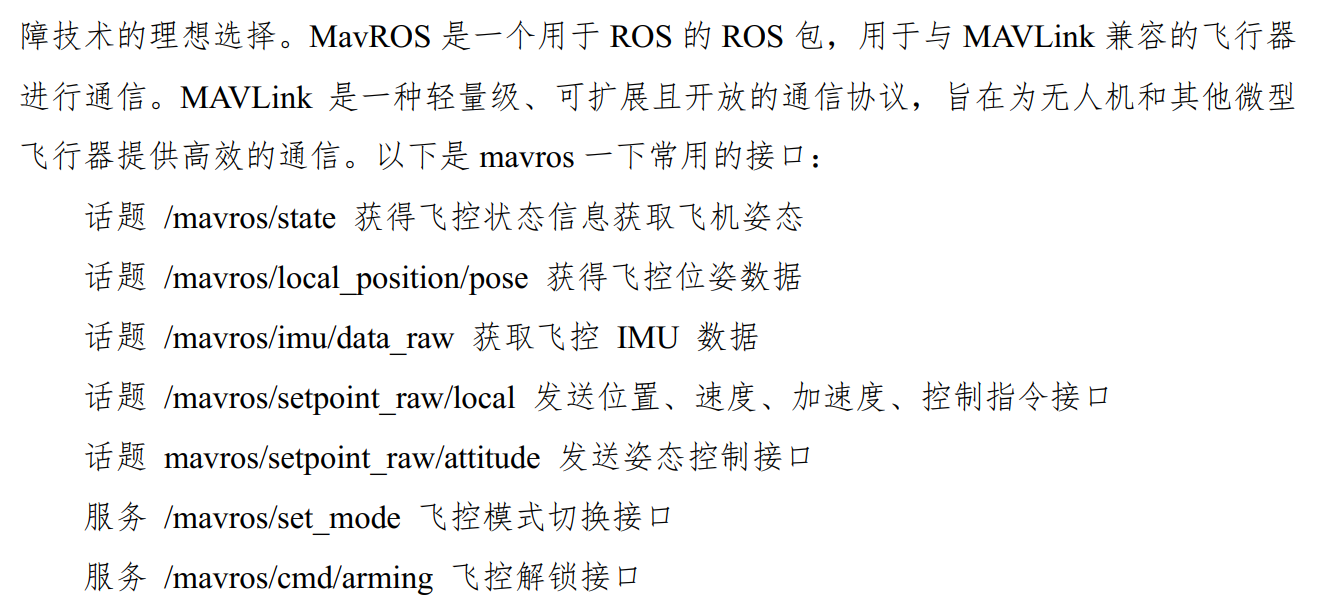 障技术的理想选择。MavROS 是一个用于 ROS 的 ROS 包，用于与 MAVLink 兼容的飞行器
进行通信。MAVLink 是一种轻量级、可扩展且开放的通信协议，旨在为无人机和其他微型
飞行器提供高效的通信。以下是 mavros 一下常用的接口：
话题 /mavros/state 获得飞控状态信息获取飞机姿态
话题 /mavros/local_position/pose 获得飞控位姿数据
话题 /mavros/imu/data_raw 获取飞控 IMU 数据
话题 /mavros/setpoint_raw/local 发送位置、速度、加速度、控制指令接口
话题 mavros/setpoint_raw/attitude 发送姿态控制接口
服务 /mavros/set_mode 飞控模式切换接口
服务 /mavros/cmd/arming 飞控解锁接口